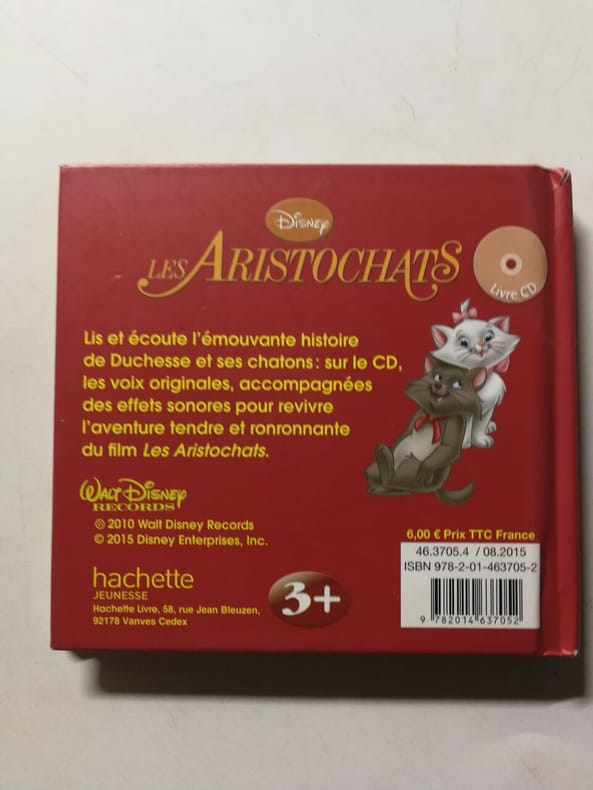 Disney
LES ARISTOCHATS
Livre CD
Lis et écoute l'émouvante histoire
de Duchesse et ses chatons : sur le CD,
les voix originales, accompagnées
des effets sonores pour revivre
l'aventure tendre et ronronnante
du film Les Aristochats.
WALT DISNEY
RECORDS
℗ 2010 Walt Disney Records
© 2015 Disney Enterprises, Inc.
hachette
JEUNESSE
Hachette Livre, 58, rue Jean Bleuzen,
92178 Vanves Cedex
3+
6,00 € Prix TTC France
46.3705.4 / 08.2015
ISBN 978-2-01-463705-2
9 782014 637052